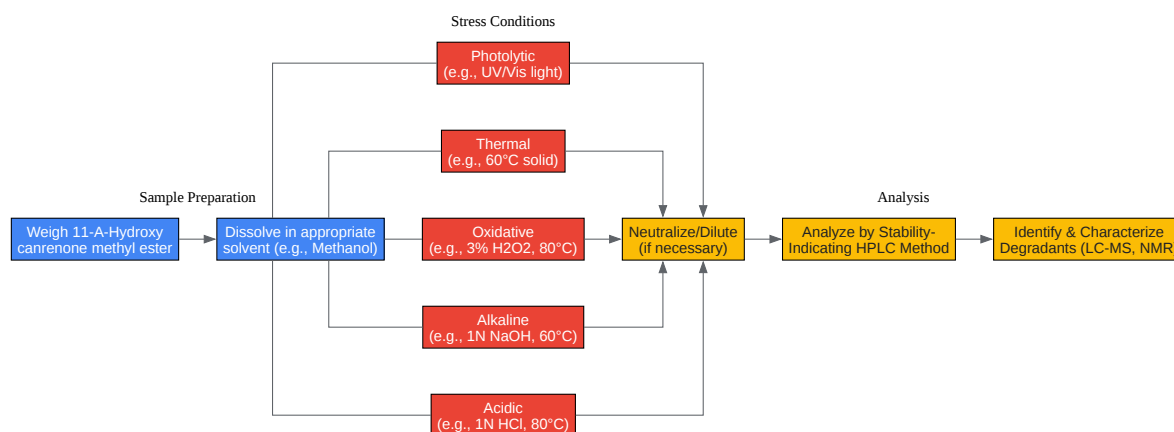 Stress Conditions
Photolytic
(e.g., UV/Vis light)
Thermal
(e.g., 60°C solid)
Sample Preparation
Analysis
Weigh 11-A-Hydroxy
canrenone methyl ester
Dissolve in appropriate
solvent (e.g., Methanol)
Oxidative
(e.g., 3% H2O2, 80°C)
Neutralize/Dilute
(if necessary)
Analyze by Stability-
Indicating HPLC Method
Identify & Characterize
Degradants (LC-MS, NMR)
Alkaline
(e.g., 1N NaOH, 60°C)
Acidic
(e.g., 1N HCl, 80°C)